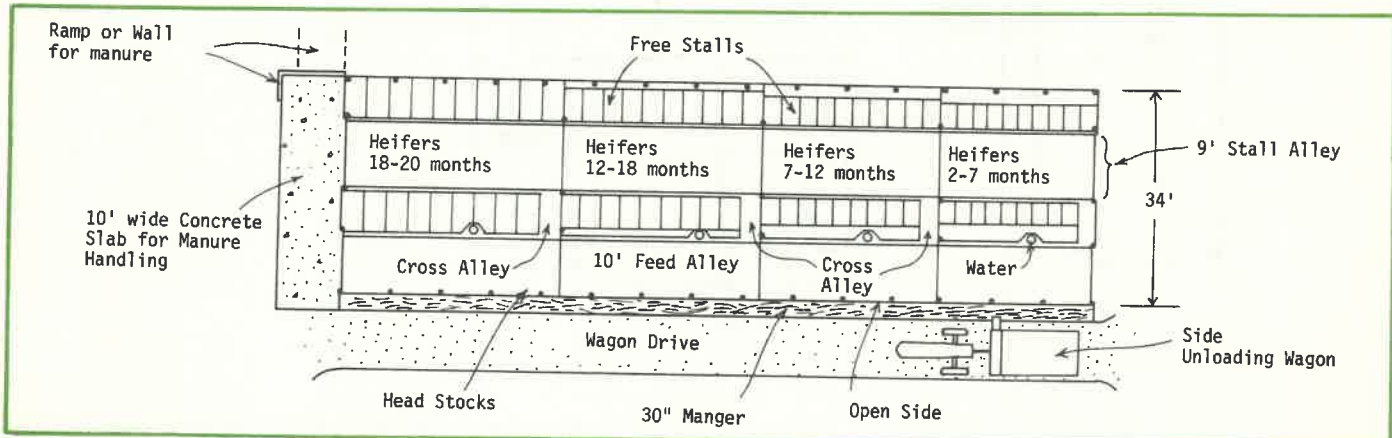 Ramp or Wall
for manure
Free Stalls
Heifers
18-20 months
Heifers
12-18 months
Heifers
7-12 months
Heifers
2-7 months
9' Stall Alley
34'
10' wide Concrete
Slab for Manure
Handling
Cross Alley
10' Feed Alley
Cross
Alley
Water
Wagon Drive
Side
Unloading Wagon
Head Stocks
30" Manger
Open Side